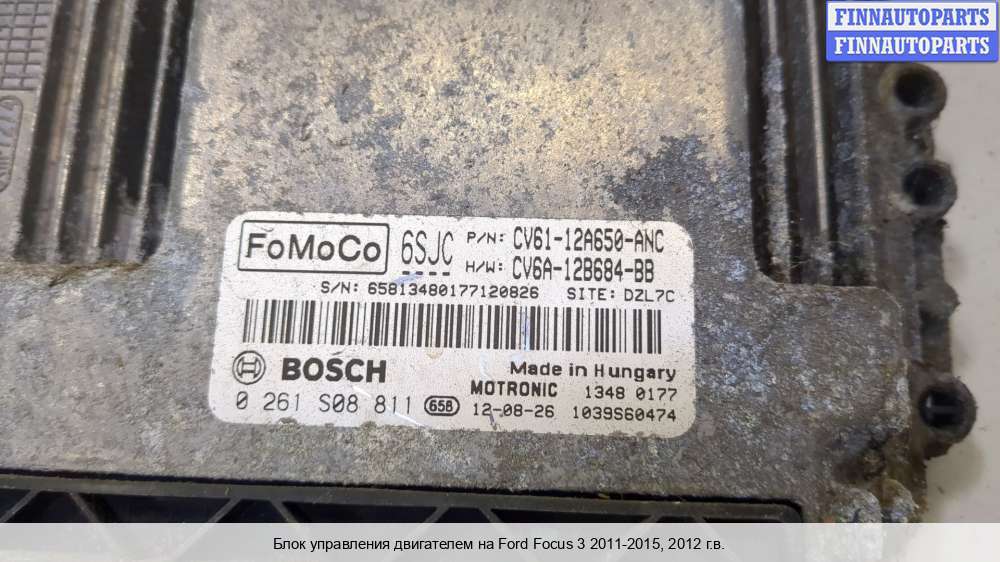 FINNAUTOPARTS
FINNAUTOPARTS
FoMoCo 6SJC P/N: CV61-12A650-ANC
H/W: CV6A-12B684-BB
S/N: 65813480177120826 SITE: DZL7C
BOSCH Made in Hungary
MOTRONIC 1348 0177
0 261 S08 811 658 12-08-26 1039S60474
Блок управления двигателем на Ford Focus 3 2011-2015, 2012 г.в.